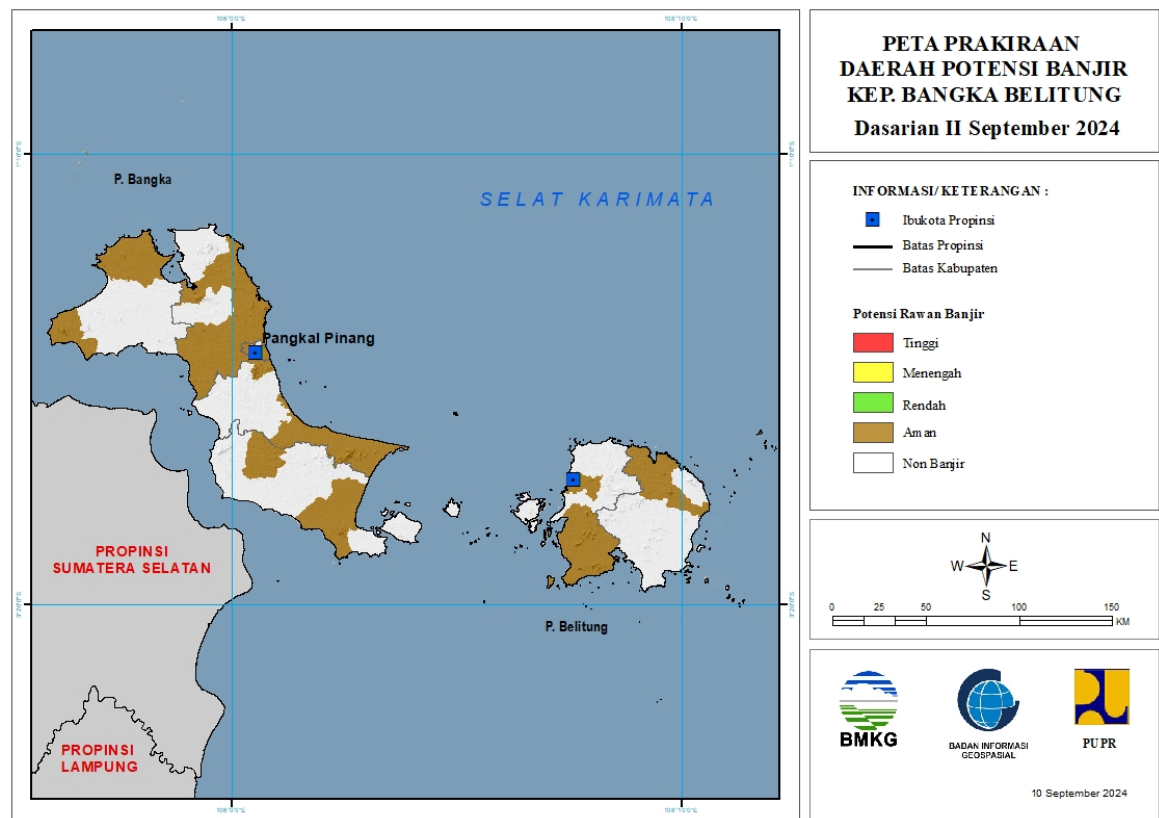 PETA PRAKIRAAN
DAERAH POTENSI BANJIR
KEP. BANGKA BELITUNG
Dasarian II September 2024
P. Bangka
SELAT KARIMATA
Pangkal Pinang
PROPINSI
SUMATERA SELATAN
P. Belitung
PROPINSI
LAMPUNG
INFORMASI/KETERANGAN :
Ibukota Propinsi
Batas Propinsi
Batas Kabupaten
Potensi Rawan Banjir
Tinggi
Menengah
Rendah
Aman
Non Banjir
N
W E
S
0 25 50 100 150
KM
BMKG
BADAN INFORMASI
GEOSPASIAL
PUPR
10 September 2024